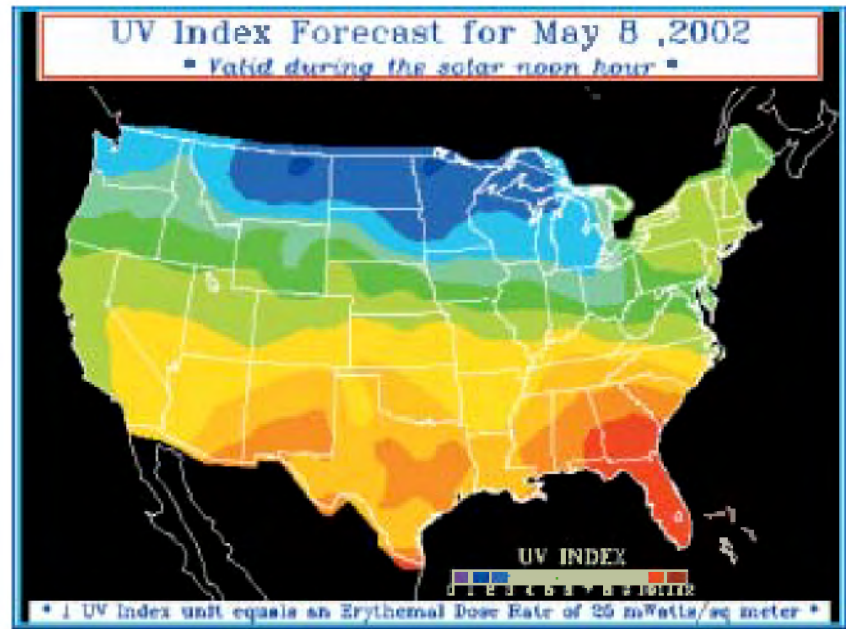 UV Index Forecast for May 8 ,2002
* Valid during the solar noon hour *
UV INDEX
* 1 UV Index unit equals an Erythemal Dose Rate of 25 mWatts/sq meter *